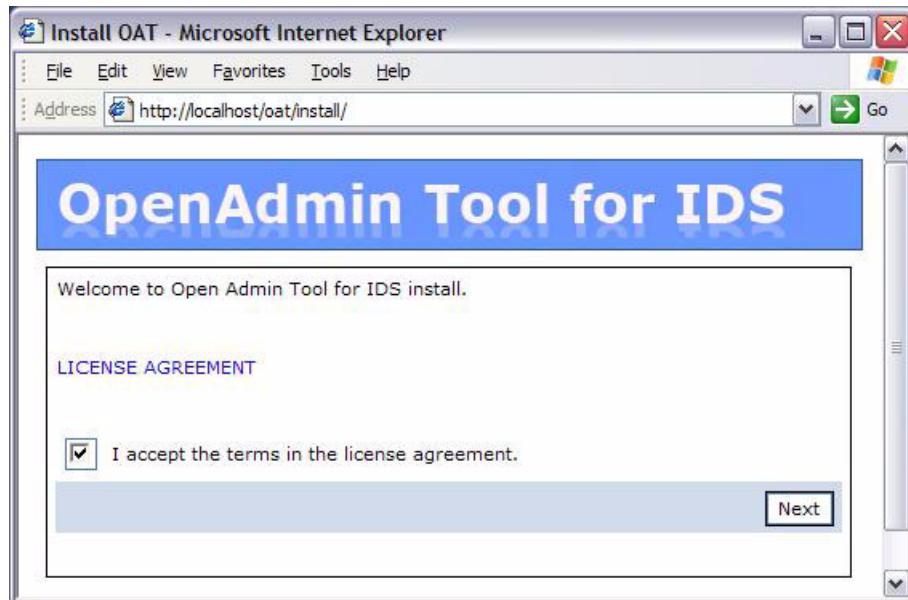 Install OAT - Microsoft Internet Explorer
File Edit View Favorites Tools Help
Address http://localhost/oat/install/ Go
OpenAdmin Tool for IDS
Welcome to Open Admin Tool for IDS install.
LICENSE AGREEMENT
I accept the terms in the license agreement.
Next